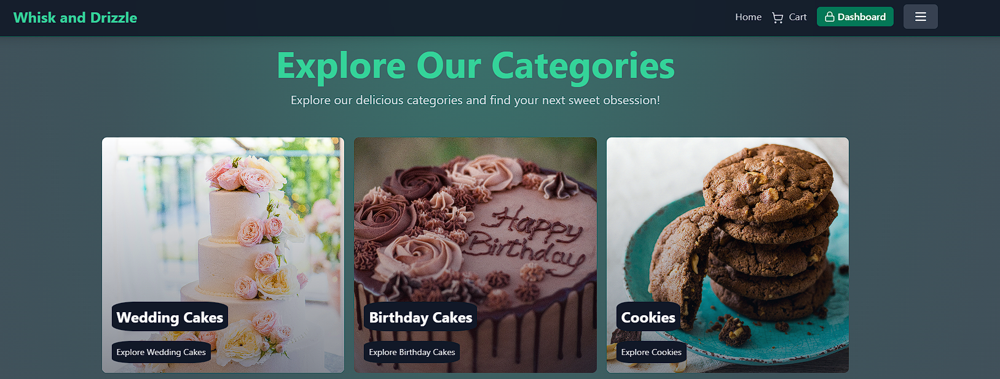 Whisk and Drizzle
Home Cart Dashboard
Explore Our Categories
Explore our delicious categories and find your next sweet obsession!
Happy
Birthday
Wedding Cakes
Birthday Cakes
Cookies
Explore Wedding Cakes
Explore Birthday Cakes
Explore Cookies